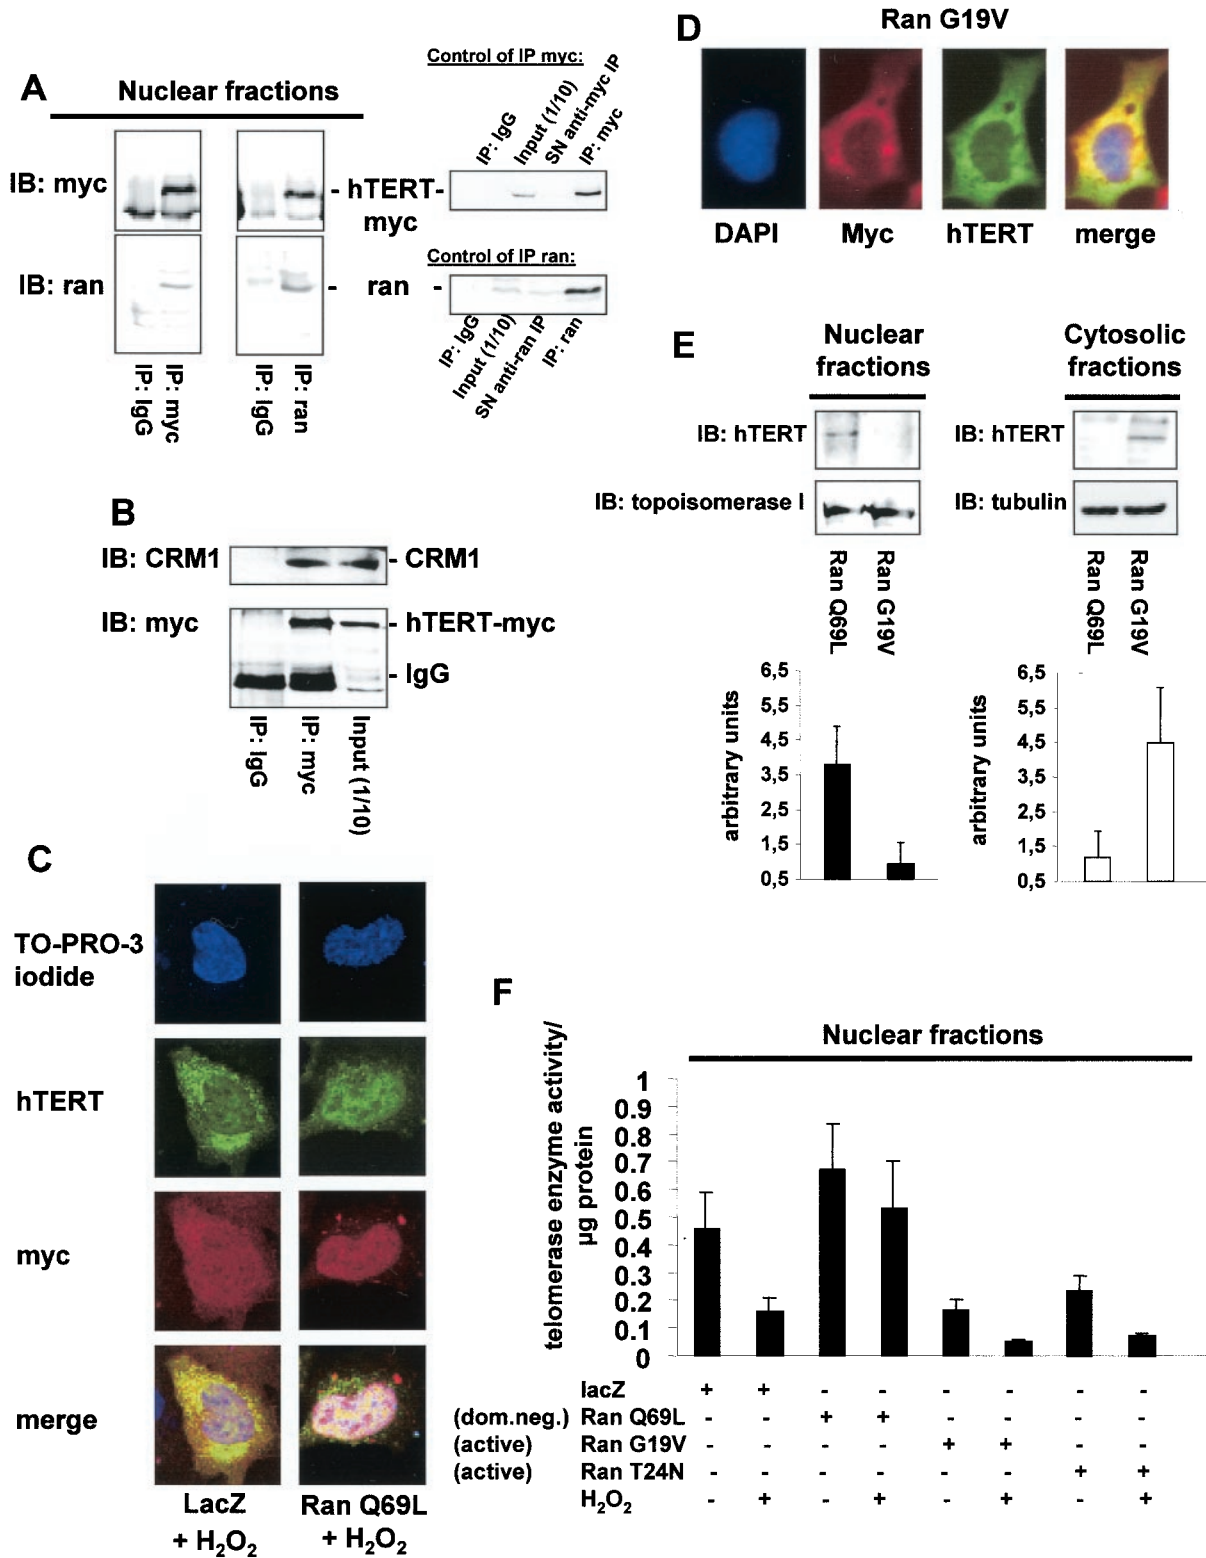 A
Nuclear fractions
IB: myc
IB: ran
- hTERT-
myc
- ran -
IP: IgG
IP: myc
IP: IgG
IP: ran
Control of IP myc:
IP: IgG
Input (1/10)
SN anti-myc IP
IP: myc
Control of IP ran:
IP: IgG
Input (1/10)
SN anti-ran IP
IP: ran
B
IB: CRM1
- CRM1
IB: myc
- hTERT-myc
- IgG
IP: IgG
IP: myc
Input (1/10)
C
TO-PRO-3
iodide
hTERT
myc
merge
LacZ
+ H₂O₂
Ran Q69L
+ H₂O₂
D
Ran G19V
DAPI
Myc
hTERT
merge
E
Nuclear
fractions
Cytosolic
fractions
IB: hTERT
IB: topoisomerase I
IB: hTERT
IB: tubulin
Ran Q69L
Ran G19V
Ran Q69L
Ran G19V
arbitrary units
6,5
5,5
4,5
3,5
2,5
1,5
0,5
arbitrary units
6,5
5,5
4,5
3,5
2,5
1,5
0,5
F
Nuclear fractions
telomerase enzyme activity/
µg protein
1
0.9
0.8
0.7
0.6
0.5
0.4
0.3
0.2
0.1
0
lacZ + + - - - - - -
(dom.neg.) Ran Q69L - - + + - - - -
(active) Ran G19V - - - - + + - -
(active) Ran T24N - - - - - - + +
H₂O₂ - + - + - + - +